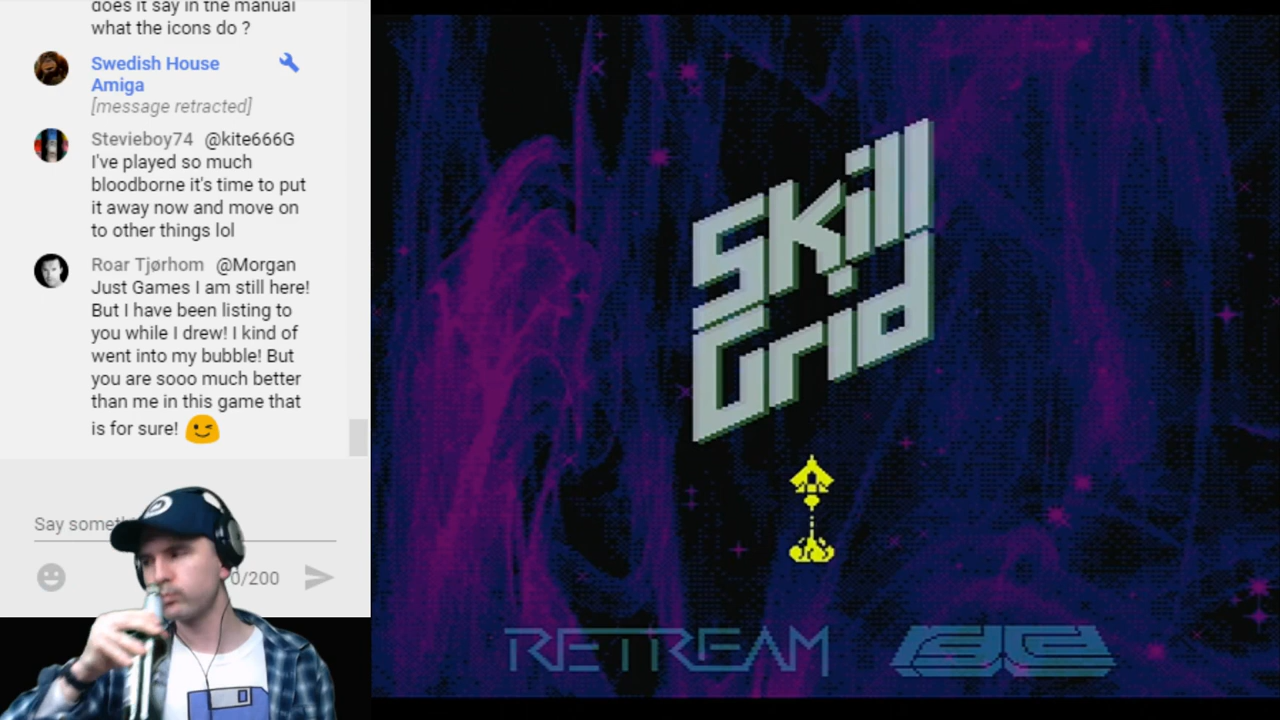 does it say in the manual
what the icons do ?
Swedish House
Amiga
[message retracted]
Stevieboy74 @kite666G
I've played so much
bloodborne it's time to put
it away now and move on
to other things lol
Roar Tjørhom @Morgan
Just Games I am still here!
But I have been listing to
you while I drew! I kind of
went into my bubble! But
you are sooo much better
than me in this game that
is for sure!
Say
0/200
Skill
Grid
RETREAM